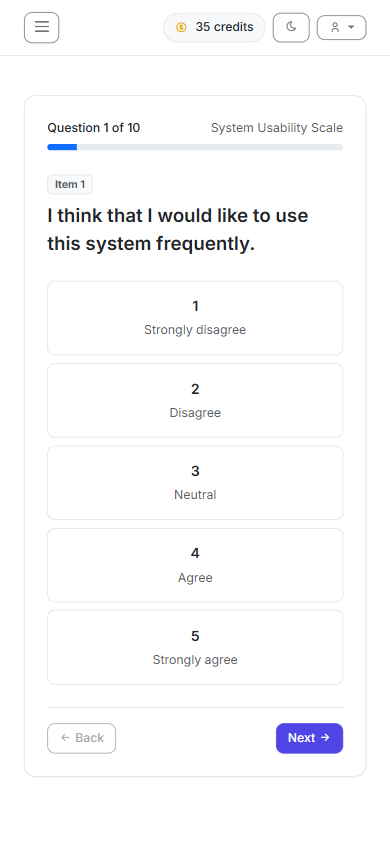 35 credits
Question 1 of 10
System Usability Scale
Item 1
I think that I would like to use
this system frequently.
1
Strongly disagree
2
Disagree
3
Neutral
4
Agree
5
Strongly agree
← Back
Next →